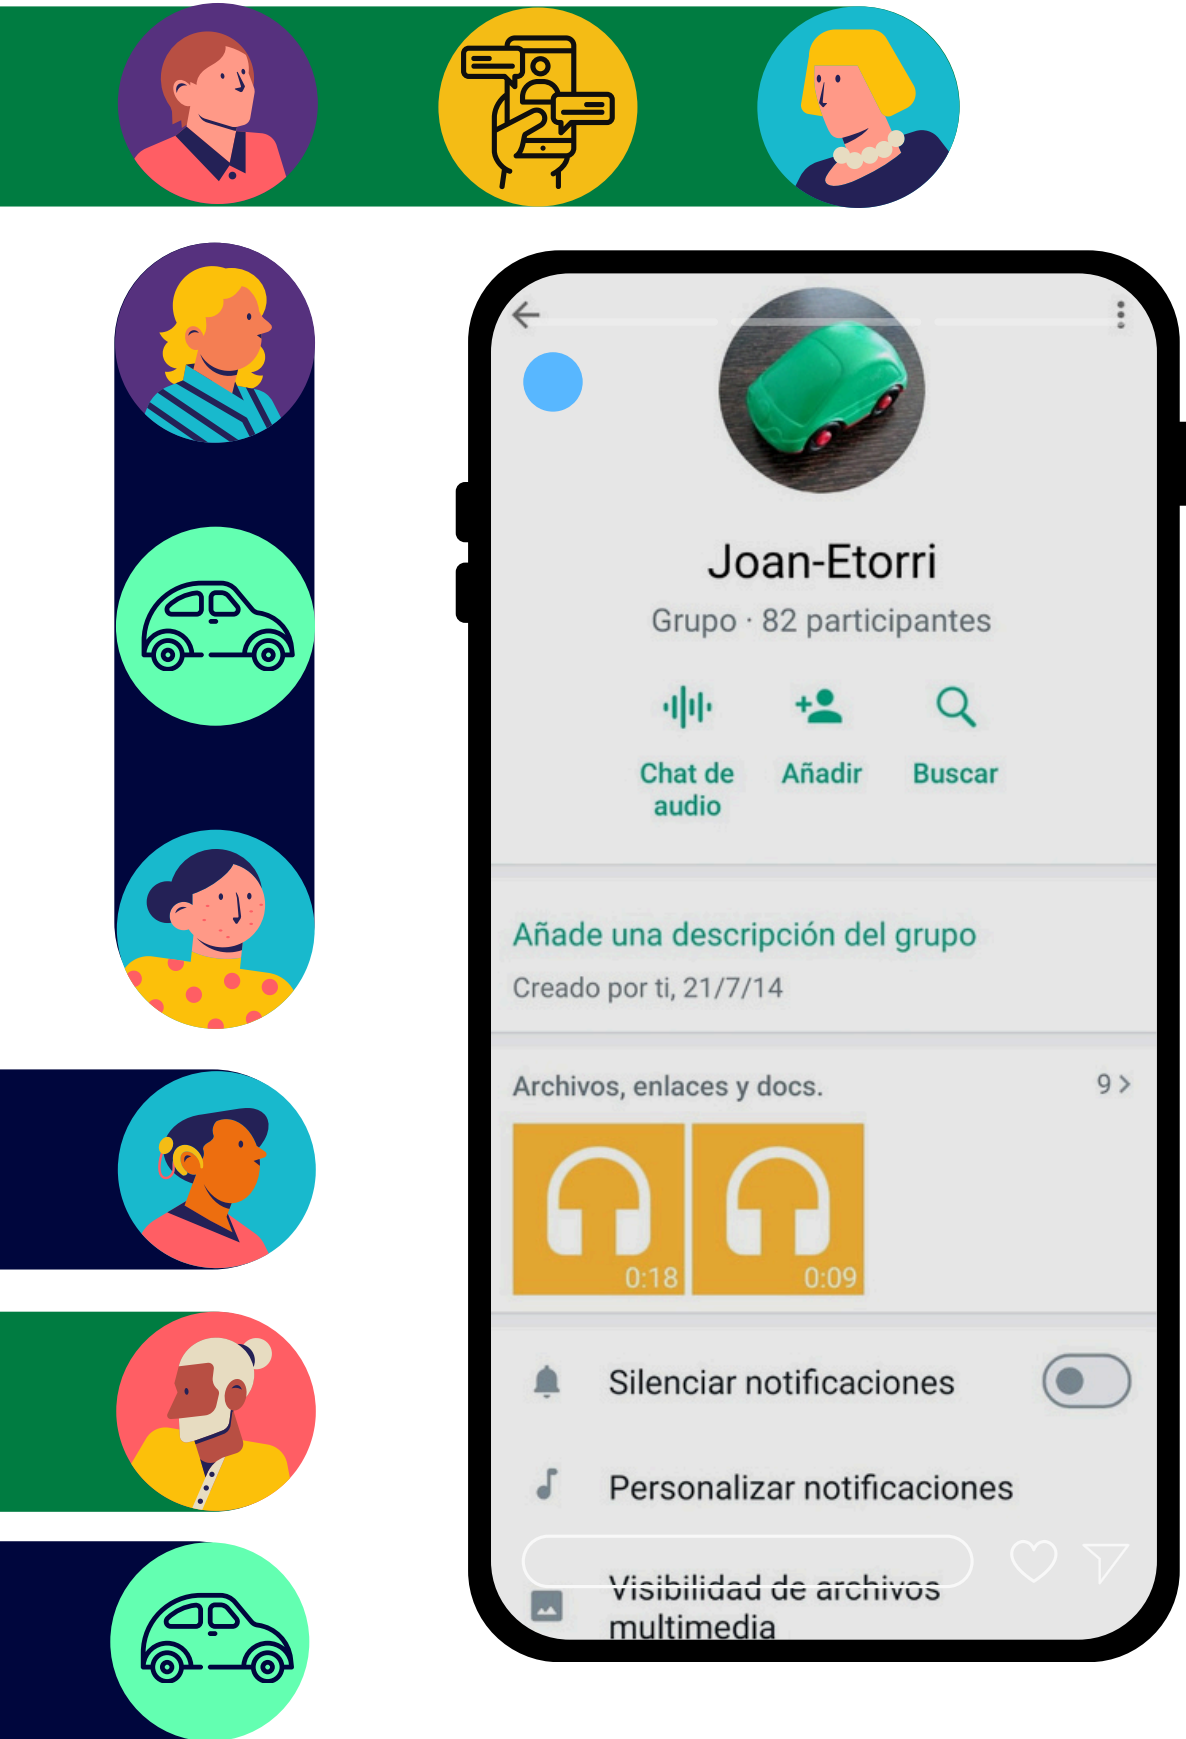 Joan-Etorri
Grupo · 82 participantes
Chat de
audio
Añadir
Buscar
Añade una descripción del grupo
Creado por ti, 21/7/14
Archivos, enlaces y docs.
9 >
0:18
0:09
Silenciar notificaciones
Personalizar notificaciones
Visibilidad de archivos
multimedia